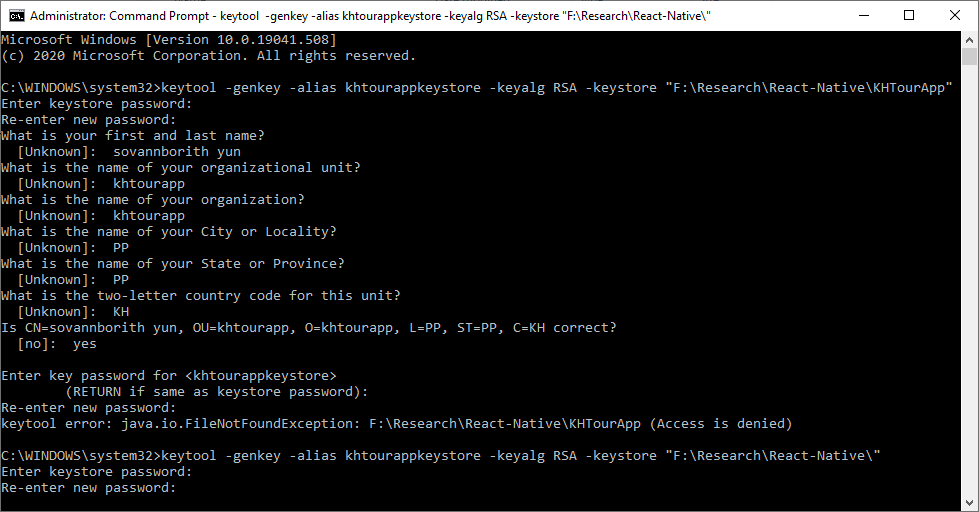 Administrator: Command Prompt - keytool  -genkey -alias khtourappkeystore -keyalg RSA -keystore "F:\Research\React-Native\"
Microsoft Windows [Version 10.0.19041.508]
(c) 2020 Microsoft Corporation. All rights reserved.
C:\WINDOWS\system32>keytool -genkey -alias khtourappkeystore -keyalg RSA -keystore "F:\Research\React-Native\KHTourApp"
Enter keystore password:
Re-enter new password:
What is your first and last name?
  [Unknown]:  sovannborith yun
What is the name of your organizational unit?
  [Unknown]:  khtourapp
What is the name of your organization?
  [Unknown]:  khtourapp
What is the name of your City or Locality?
  [Unknown]:  PP
What is the name of your State or Province?
  [Unknown]:  PP
What is the two-letter country code for this unit?
  [Unknown]:  KH
Is CN=sovannborith yun, OU=khtourapp, O=khtourapp, L=PP, ST=PP, C=KH correct?
  [no]:  yes
Enter key password for <khtourappkeystore>
        (RETURN if same as keystore password):
Re-enter new password:
keytool error: java.io.FileNotFoundException: F:\Research\React-Native\KHTourApp (Access is denied)
C:\WINDOWS\system32>keytool -genkey -alias khtourappkeystore -keyalg RSA -keystore "F:\Research\React-Native\"
Enter keystore password:
Re-enter new password: